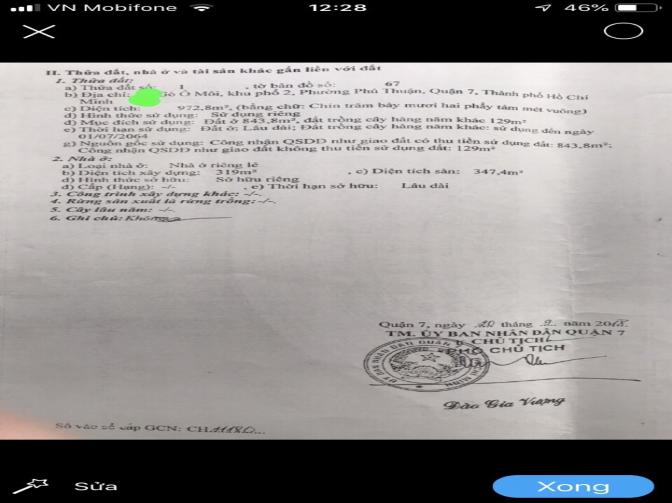 VN Mobifone 12:28 46%
II. Thửa đất, nhà ở và tài sản khác gắn liền với đất
1. Thửa đất:
a) Thửa đất số: 1 , tờ bản đồ số: 67
b) Địa chỉ: Gò Ô Môi, khu phố 2, Phường Phú Thuận, Quận 7, Thành phố Hồ Chí
Minh
c) Diện tích: 972,8m², (bằng chữ: Chín trăm bảy mươi hai phẩy tám mét vuông)
d) Hình thức sử dụng: Sử dụng riêng
đ) Mục đích sử dụng: Đất ở 843,8m², đất trồng cây hàng năm khác 129m²
e) Thời hạn sử dụng: Đất ở: Lâu dài; Đất trồng cây hàng năm khác: sử dụng đến ngày
01/07/2064
g) Nguồn gốc sử dụng: Công nhận QSDĐ như giao đất có thu tiền sử dụng đất: 843,8m²;
Công nhận QSDĐ như giao đất không thu tiền sử dụng đất: 129m²
2. Nhà ở:
a) Loại nhà ở: Nhà ở riêng lẻ
b) Diện tích xây dựng: 319m² , c) Diện tích sàn: 347,4m²
d) Hình thức sở hữu: Sở hữu riêng
đ) Cấp (Hạng): -/- , e) Thời hạn sở hữu: Lâu dài
3. Công trình xây dựng khác: -/-
4. Rừng sản xuất là rừng trồng: -/-
5. Cây lâu năm: -/-
6. Ghi chú: Không
Quận 7, ngày tháng 9 năm 2018
TM. ỦY BAN NHÂN DÂN QUẬN 7
CHỦ TỊCH
PHÓ CHỦ TỊCH
Đào Gia Vượng
Số vào sổ cấp GCN: CH
Sửa
Xong